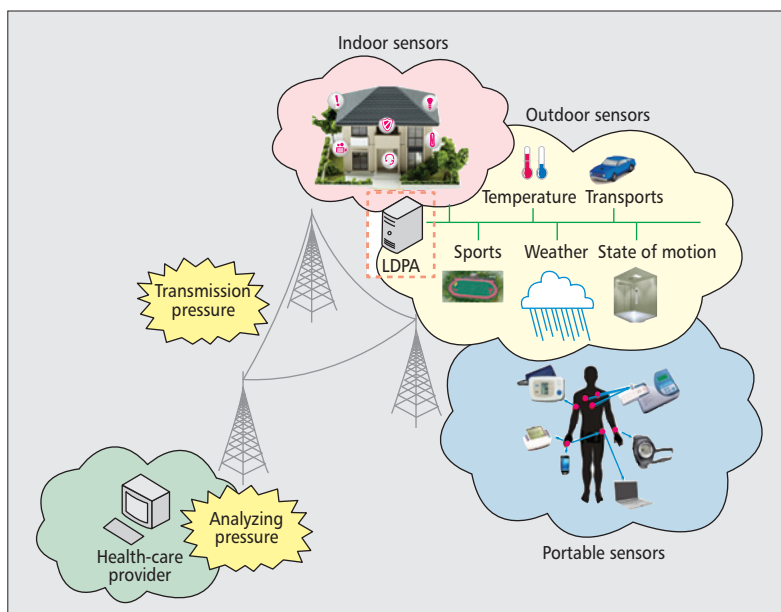 Indoor sensors
Outdoor sensors
Temperature
Transports
LDPA
Sports
Weather
State of motion
Transmission
pressure
Analyzing
pressure
Health-care
provider
Portable sensors